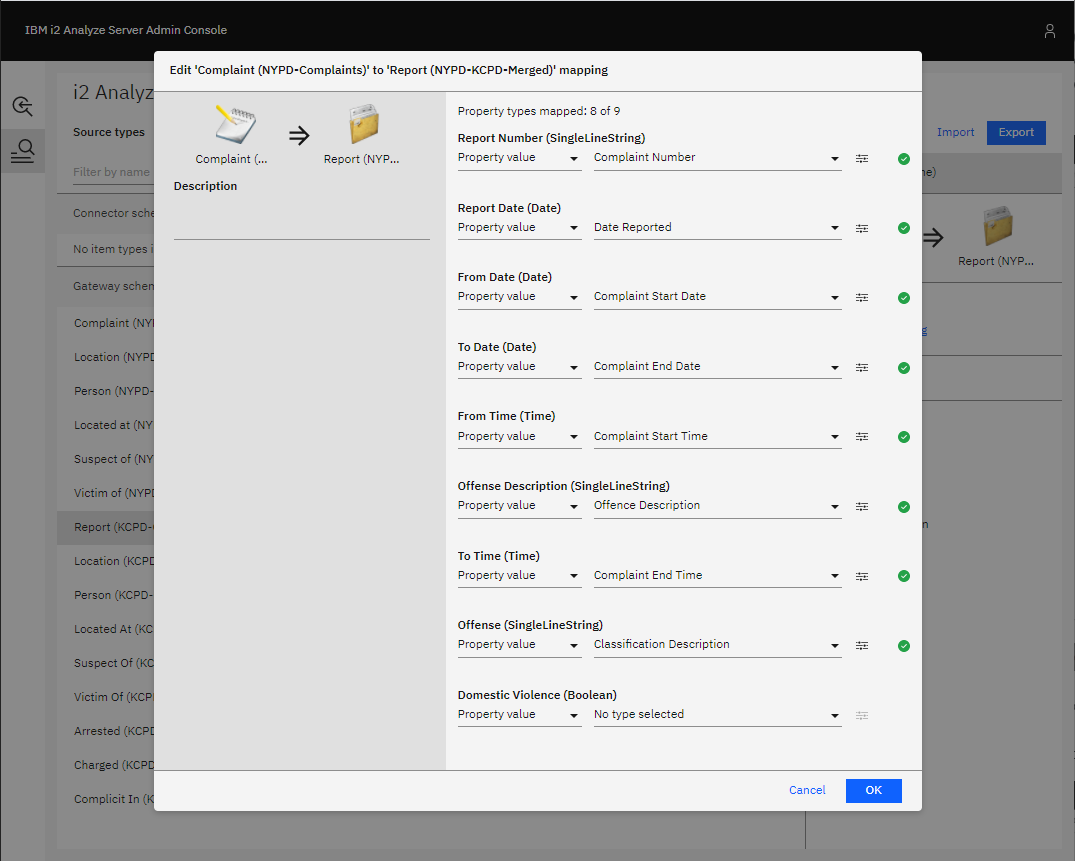 IBM i2 Analyze Server Admin Console
Edit 'Complaint (NYPD-Complaints)' to 'Report (NYPD-KCPD-Merged)' mapping
i2 Analyz
Source types
Filter by name
Connector sche
No item types i
Gateway schen
Complaint (NYI
Location (NYPD
Person (NYPD-
Located at (NY
Suspect of (NY
Victim of (NYPI
Report (KCPD-
Location (KCPD
Person (KCPD-
Located At (KC
Suspect Of (KC
Victim Of (KCP
Arrested (KCPD
Charged (KCPD
Complicit In (K
Complaint (...
Report (NYP...
Description
Property types mapped: 8 of 9
Report Number (SingleLineString)
Property value Complaint Number
Report Date (Date)
Property value Date Reported
From Date (Date)
Property value Complaint Start Date
To Date (Date)
Property value Complaint End Date
From Time (Time)
Property value Complaint Start Time
Offense Description (SingleLineString)
Property value Offence Description
To Time (Time)
Property value Complaint End Time
Offense (SingleLineString)
Property value Classification Description
Domestic Violence (Boolean)
Property value No type selected
Cancel OK
Import Export
ne)
Report (NYP...
g
n